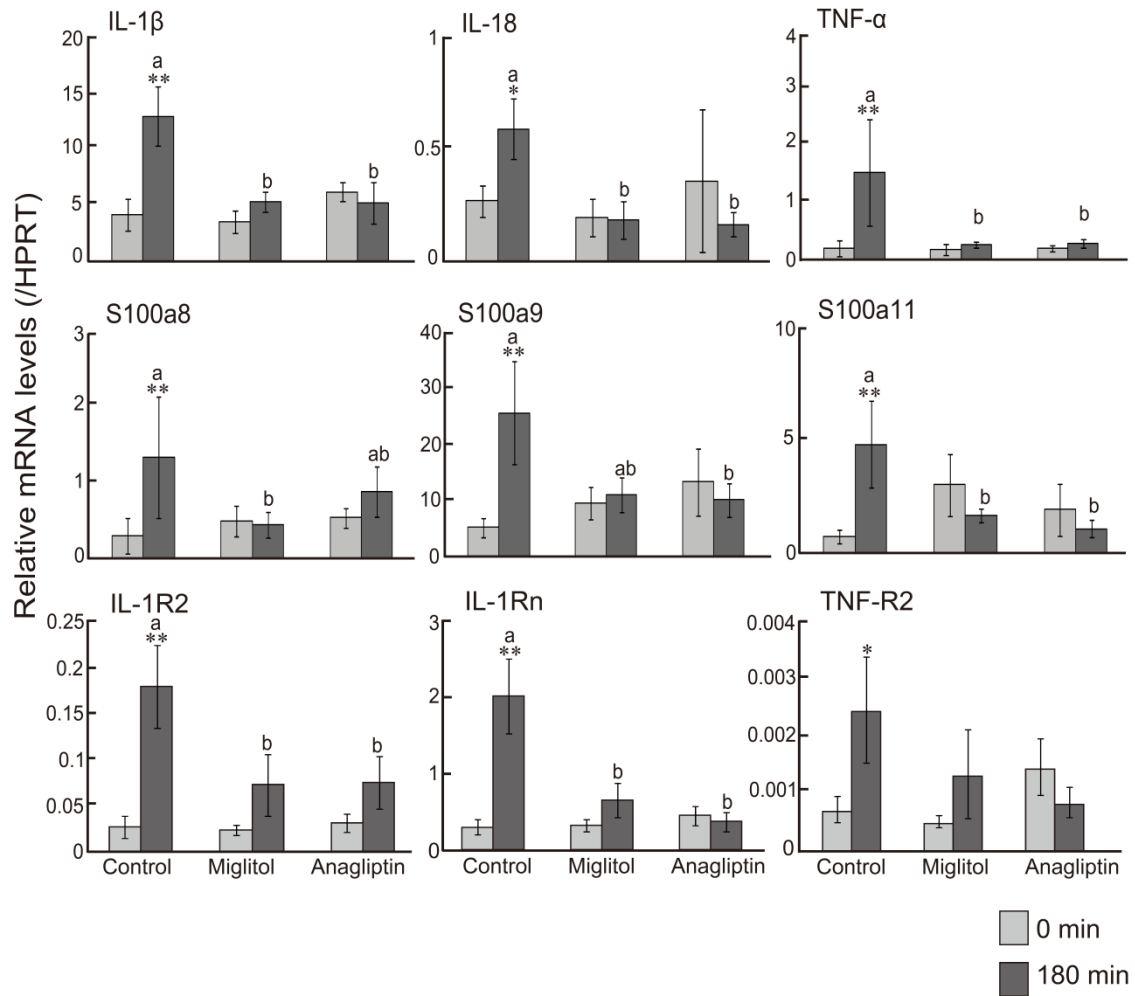 Relative mRNA levels (/HPRT)
IL-1β
20
15
10
5
0
a
**
b
b
IL-18
1
0.5
0
a
*
b
b
TNF-α
4
3
2
1
0
a
**
b
b
S100a8
3
2
1
0
a
**
b
ab
S100a9
40
30
20
10
0
a
**
ab
b
S100a11
10
5
0
a
**
b
b
IL-1R2
0.25
0.2
0.15
0.1
0.05
0
a
**
b
b
Control Miglitol Anagliptin
IL-1Rn
3
2
1
0
a
**
b
b
Control Miglitol Anagliptin
TNF-R2
0.004
0.003
0.002
0.001
0
*
Control Miglitol Anagliptin
0 min
180 min